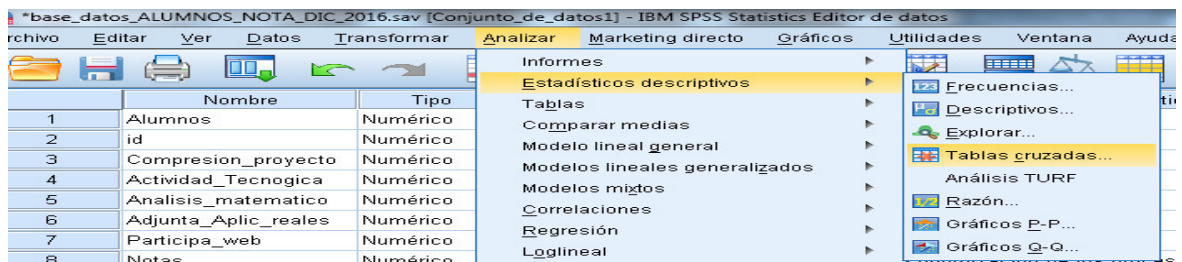 *base_datos_ALUMNOS_NOTA_DIC_2016.sav [Conjunto_de_datos1] - IBM SPSS Statistics Editor de datos
rchivo Editar Ver Datos Transformar Analizar Marketing directo Gráficos Utilidades Ventana Ayuda
Informes
Estadísticos descriptivos
Tablas
Comparar medias
Modelo lineal general
Modelos lineales generalizados
Modelos mixtos
Correlaciones
Regresión
Loglineal
Frecuencias...
Descriptivos...
Explorar...
Tablas cruzadas...
Análisis TURF
Razón...
Gráficos P-P...
Gráficos Q-Q...
Nombre Tipo
1 Alumnos Numérico
2 id Numérico
3 Compresion_proyecto Numérico
4 Actividad_Tecnogica Numérico
5 Analisis_matematico Numérico
6 Adjunta_Aplic_reales Numérico
7 Participa_web Numérico
8 Notas Numérico